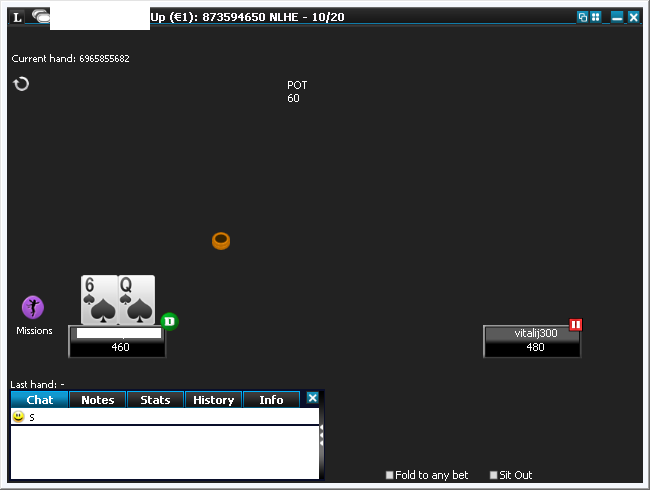 L Up (€1): 873594650 NLHE - 10/20
Current hand: 6965855682
POT
60
6 Q
D
Missions
460
vitalij300
480
Last hand: -
Chat Notes Stats History Info
s
Fold to any bet Sit Out